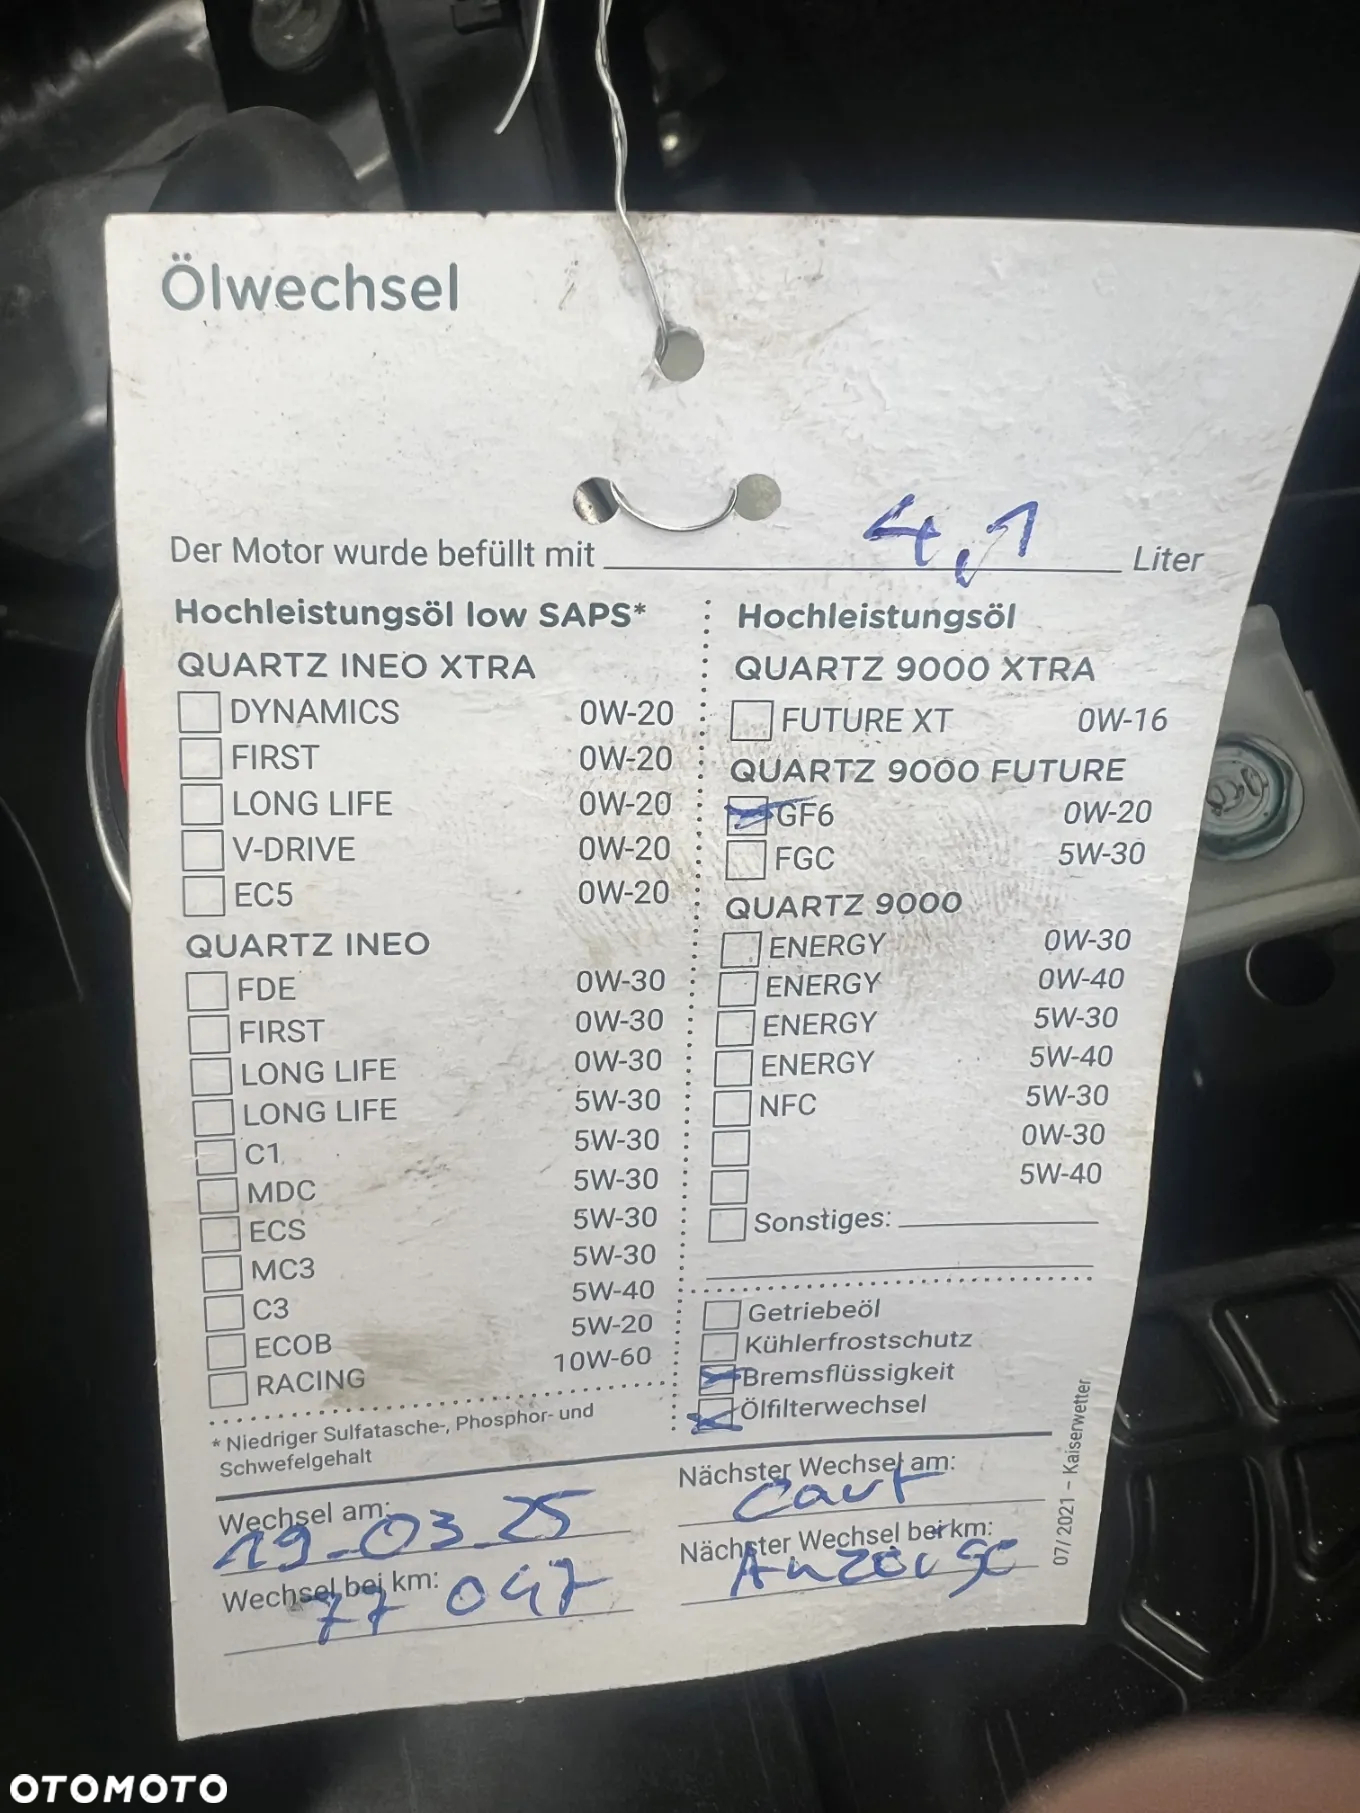 Ölwechsel
Der Motor wurde befüllt mit 4,1 Liter
Hochleistungsöl low SAPS*
QUARTZ INEO XTRA
DYNAMICS 0W-20
FIRST 0W-20
LONG LIFE 0W-20
V-DRIVE 0W-20
EC5 0W-20
QUARTZ INEO
FDE 0W-30
FIRST 0W-30
LONG LIFE 0W-30
LONG LIFE 5W-30
C1 5W-30
MDC 5W-30
ECS 5W-30
MC3 5W-30
C3 5W-40
ECOB 5W-20
RACING 10W-60
* Niedriger Sulfatasche-, Phosphor- und
Schwefelgehalt
Hochleistungsöl
QUARTZ 9000 XTRA
FUTURE XT 0W-16
QUARTZ 9000 FUTURE
GF6 0W-20
FGC 5W-30
QUARTZ 9000
ENERGY 0W-30
ENERGY 0W-40
ENERGY 5W-30
ENERGY 5W-40
NFC 5W-30
0W-30
5W-40
Sonstiges:
Getriebeöl
Kühlerfrostschutz
Bremsflüssigkeit
Ölfilterwechsel
Wechsel am:
19-03-25
Wechsel bei km:
77 047
Nächster Wechsel am:
Laut
Nächster Wechsel bei km:
Anzeige
07/2021 – Kaiserwetter
OTOMOTO